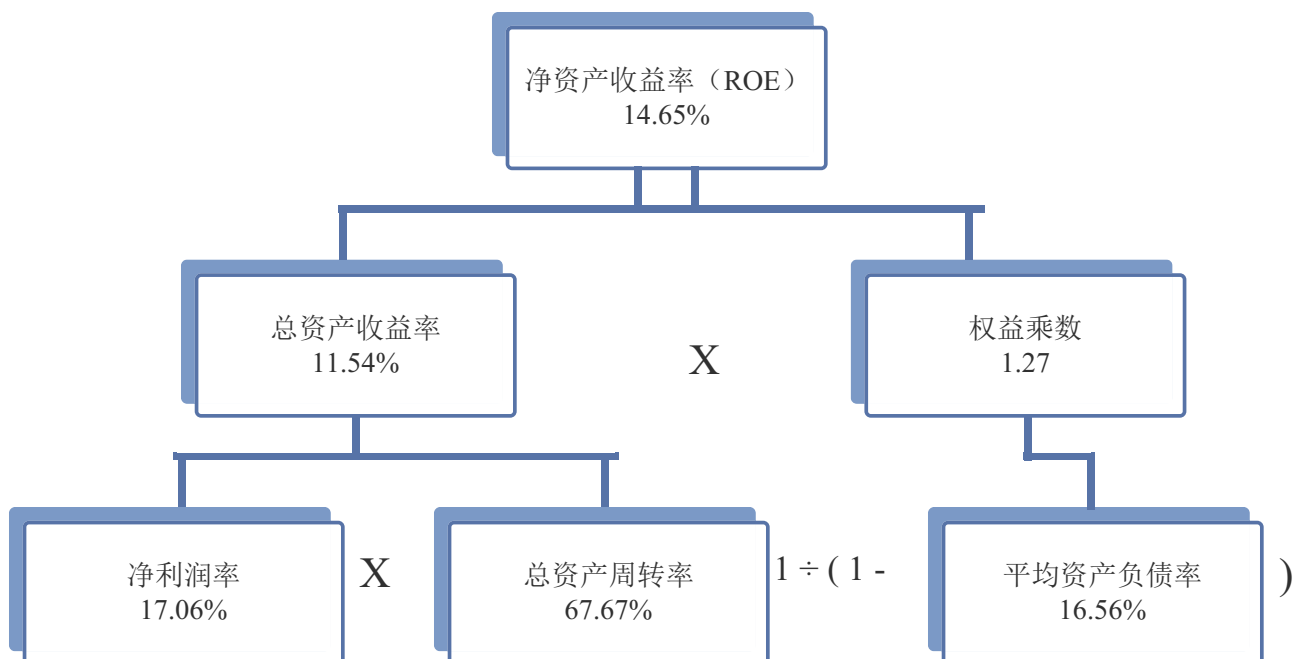 净资产收益率（ROE）
14.65%
总资产收益率
11.54%
X
权益乘数
1.27
净利润率
17.06%
X
总资产周转率
67.67%
1 ÷ ( 1 -
平均资产负债率
16.56%
)